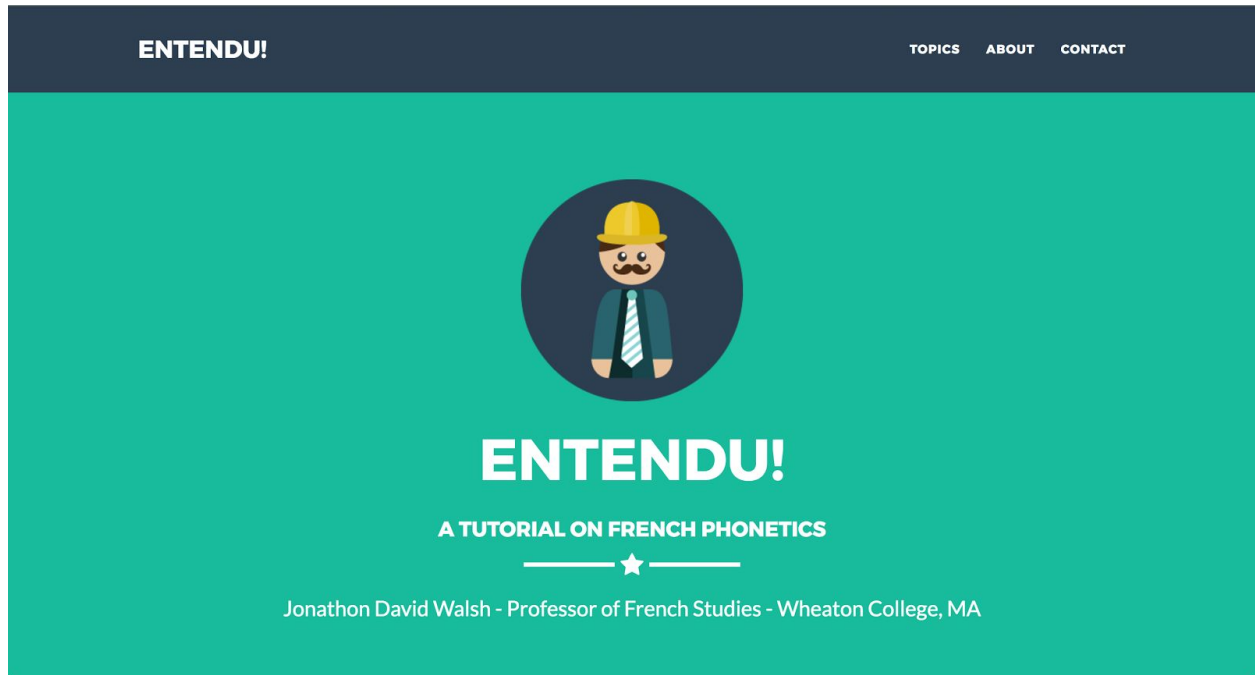 ENTENDU!
TOPICS ABOUT CONTACT
ENTENDU!
A TUTORIAL ON FRENCH PHONETICS
Jonathon David Walsh - Professor of French Studies - Wheaton College, MA